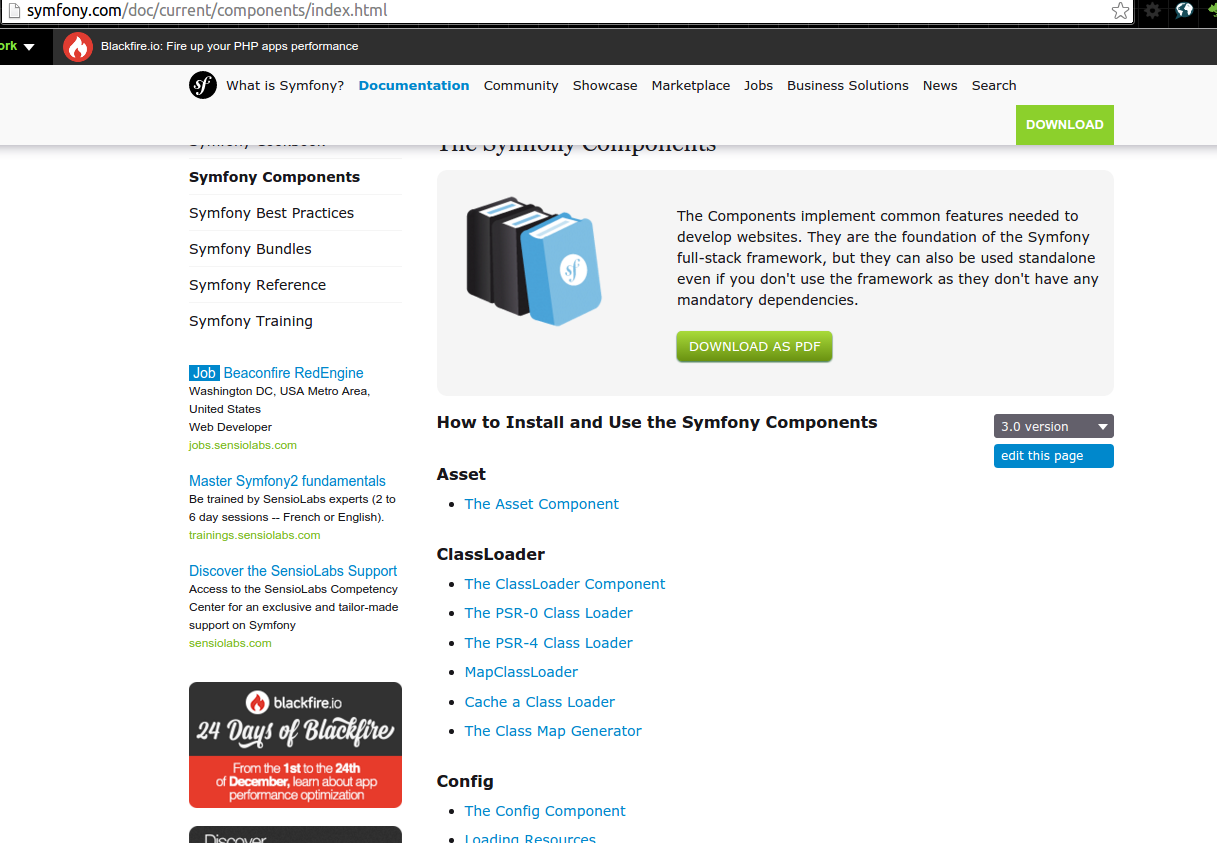 symfony.com/doc/current/components/index.html
ork
Blackfire.io: Fire up your PHP apps performance
sf
What is Symfony? Documentation Community Showcase Marketplace Jobs Business Solutions News Search
DOWNLOAD
Symfony Cookbook
Symfony Components
Symfony Best Practices
Symfony Bundles
Symfony Reference
Symfony Training
Job Beaconfire RedEngine
Washington DC, USA Metro Area,
United States
Web Developer
jobs.sensiolabs.com
Master Symfony2 fundamentals
Be trained by SensioLabs experts (2 to
6 day sessions -- French or English).
trainings.sensiolabs.com
Discover the SensioLabs Support
Access to the SensioLabs Competency
Center for an exclusive and tailor-made
support on Symfony
sensiolabs.com
blackfire.io
24 Days of Blackfire
From the 1st to the 24th
of December, learn about app
performance optimization
Discover
The Symfony Components
sf
The Components implement common features needed to
develop websites. They are the foundation of the Symfony
full-stack framework, but they can also be used standalone
even if you don't use the framework as they don't have any
mandatory dependencies.
DOWNLOAD AS PDF
How to Install and Use the Symfony Components
3.0 version
edit this page
Asset
The Asset Component
ClassLoader
The ClassLoader Component
The PSR-0 Class Loader
The PSR-4 Class Loader
MapClassLoader
Cache a Class Loader
The Class Map Generator
Config
The Config Component
Loading Resources